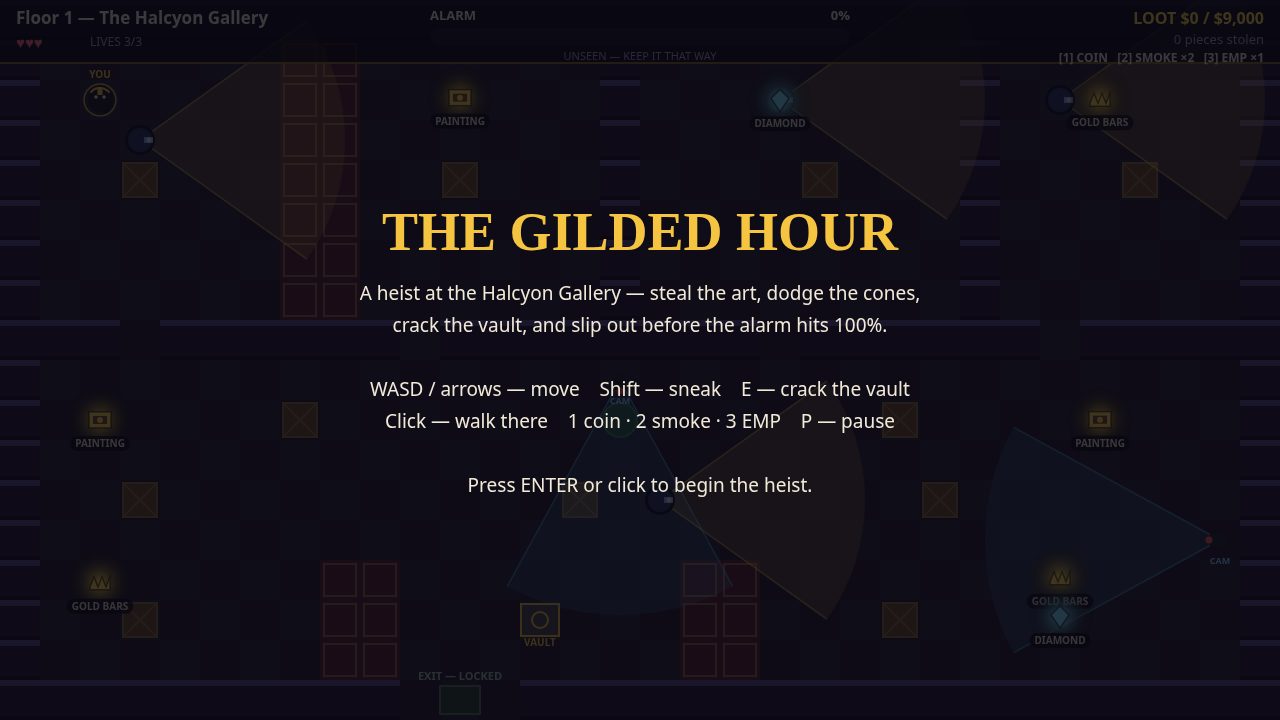 Floor 1 — The Halcyon Gallery
ALARM
0%
LOOT $0 / $9,000
♥♥♥
LIVES 3/3
0 pieces stolen
UNSEEN — KEEP IT THAT WAY
[1] COIN [2] SMOKE ×2 [3] EMP ×1
YOU
PAINTING
DIAMOND
GOLD BARS
THE GILDED HOUR
A heist at the Halcyon Gallery — steal the art, dodge the cones,
crack the vault, and slip out before the alarm hits 100%.
WASD / arrows — move Shift — sneak E — crack the vault
CAM
Click — walk there 1 coin · 2 smoke · 3 EMP P — pause
PAINTING
PAINTING
Press ENTER or click to begin the heist.
CAM
GOLD BARS
GOLD BARS
VAULT
DIAMOND
EXIT — LOCKED